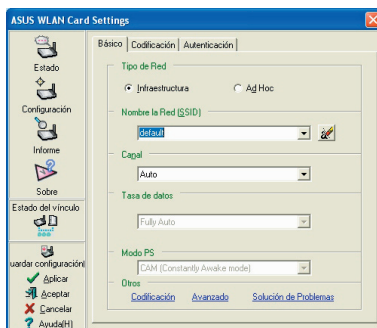 ASUS WLAN Card Settings
Estado
Configuración
Informe
Sobre
Estado del vínculo
uardar configuración
Aplicar
Aceptar
Cancelar
Ayuda(H)
Básico Codificación Autenticación
Tipo de Red
Infraestructura Ad Hoc
Nombre la Red (SSID)
default
Canal
Auto
Tasa de datos
Fully Auto
Modo PS
CAM (Constantly Awake mode)
Otros
Codificación Avanzado Solución de Problemas